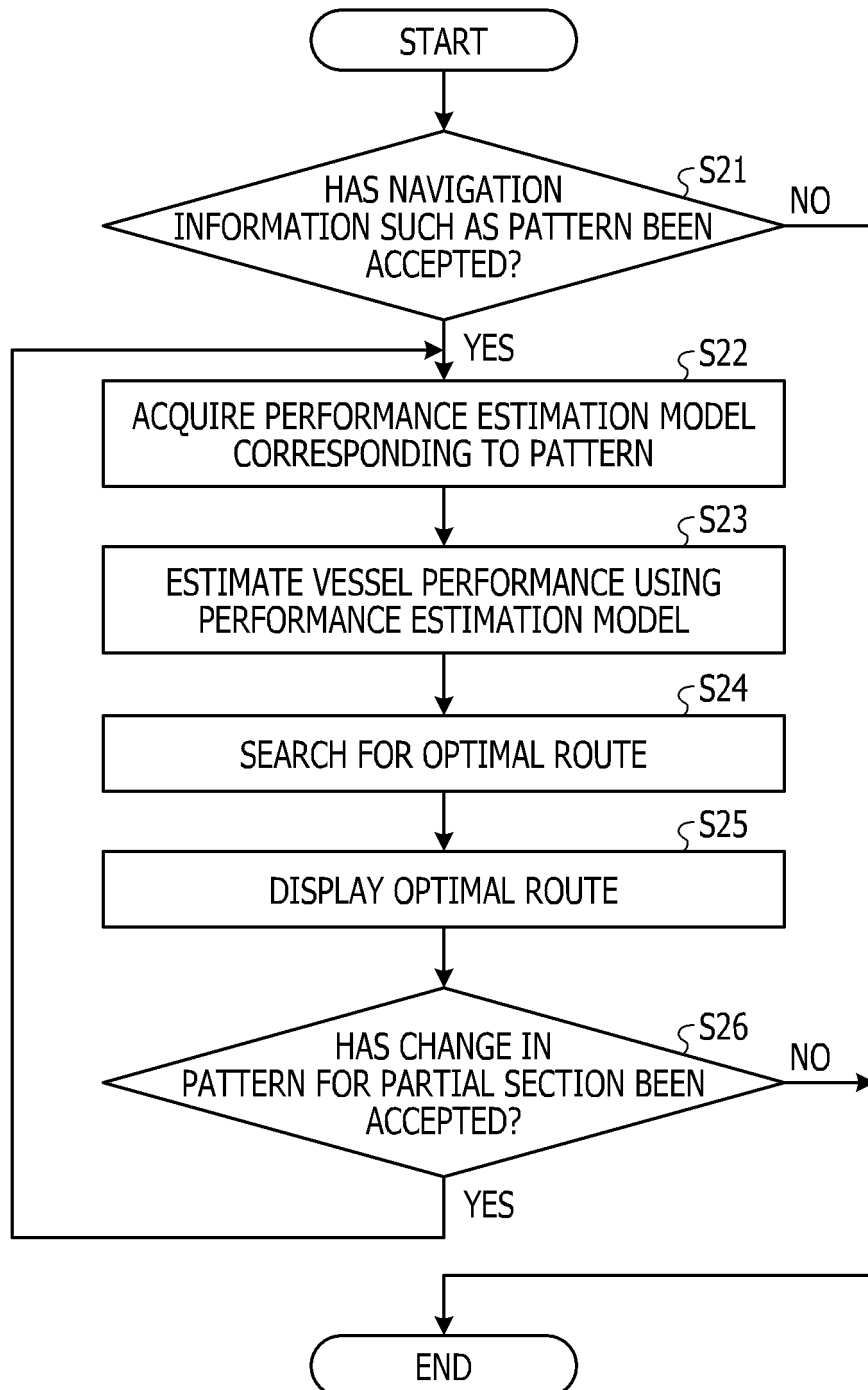 START
S21
HAS NAVIGATION
INFORMATION SUCH AS PATTERN BEEN
ACCEPTED?
NO
YES
S22
ACQUIRE PERFORMANCE ESTIMATION MODEL
CORRESPONDING TO PATTERN
S23
ESTIMATE VESSEL PERFORMANCE USING
PERFORMANCE ESTIMATION MODEL
S24
SEARCH FOR OPTIMAL ROUTE
S25
DISPLAY OPTIMAL ROUTE
S26
HAS CHANGE IN
PATTERN FOR PARTIAL SECTION BEEN
ACCEPTED?
NO
YES
END